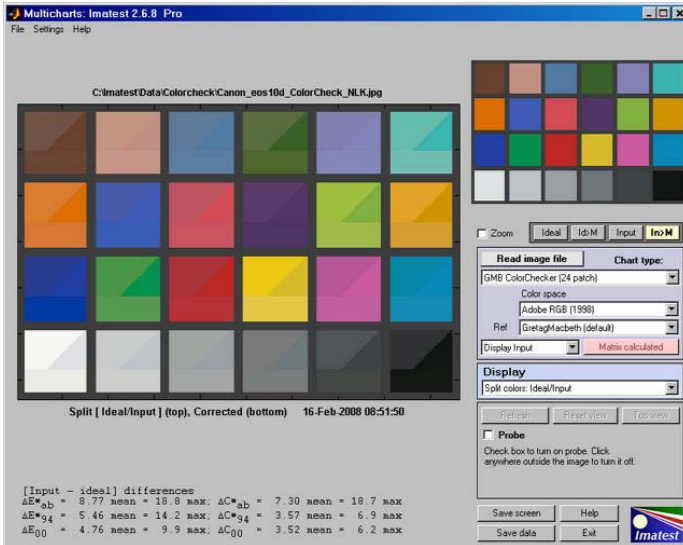 Multicharts: Imatest 2.6.8 Pro
File Settings Help
C:\Imatest\Data\Colorcheck\Canon_eos10d_ColorCheck_NLK.jpg
Zoom Ideal Id>M Input In>M
Read image file Chart type:
GMB ColorChecker (24 patch)
Color space
Adobe RGB (1998)
Ref GretagMacbeth (default)
Display Input Matrix calculated
Display
Split colors: Ideal/Input
Split [ Ideal/Input ] (top), Corrected (bottom) 16-Feb-2008 08:51:50
Refresh Reset view Top view
Probe
Check box to turn on probe. Click
anywhere outside the image to turn it off.
[Input - ideal] differences
ΔE*ab = 8.77 mean = 18.8 max; ΔC*ab = 7.30 mean = 18.7 max
ΔE*94 = 5.46 mean = 14.2 max; ΔC*94 = 3.57 mean = 6.9 max
ΔE00 = 4.76 mean = 9.9 max; ΔC00 = 3.52 mean = 6.2 max
Save screen Help
Save data Exit
Imatest